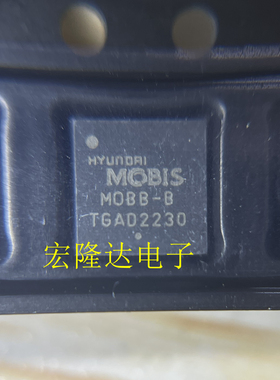 HYUNDAI
MOBIS
MOBB-B
TGAD2230
宏隆达电子